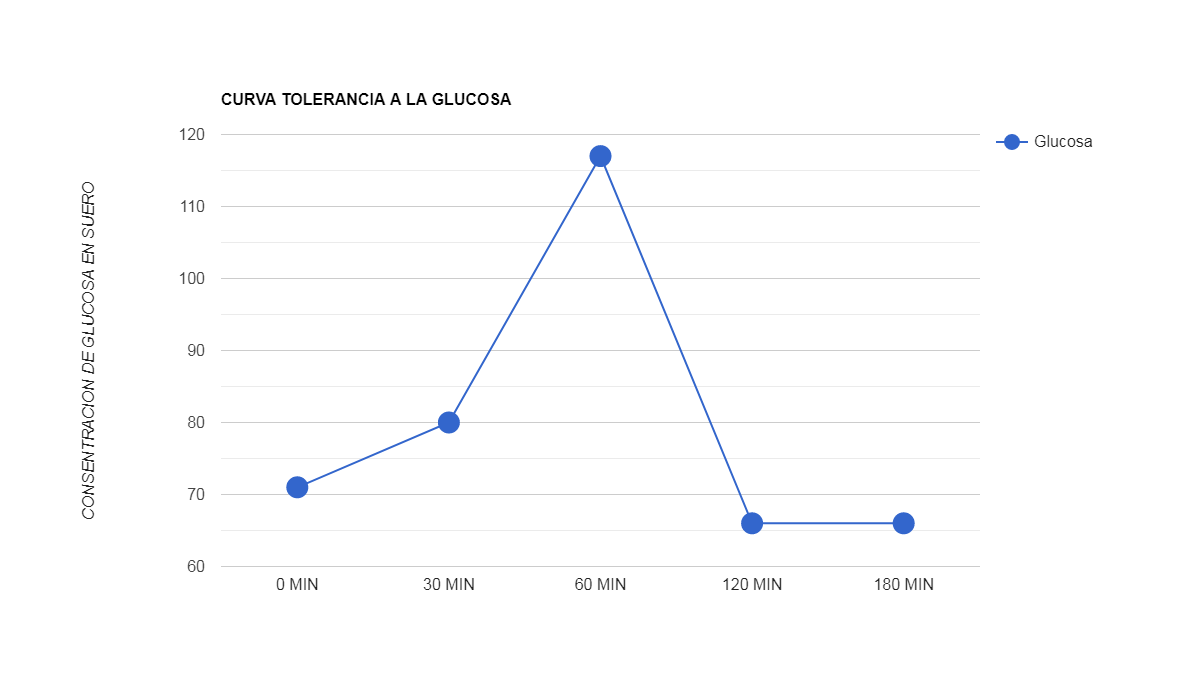 CURVA TOLERANCIA A LA GLUCOSA
120
110
100
90
80
70
60
CONSENTRACION DE GLUCOSA EN SUERO
0 MIN
30 MIN
60 MIN
120 MIN
180 MIN
Glucosa